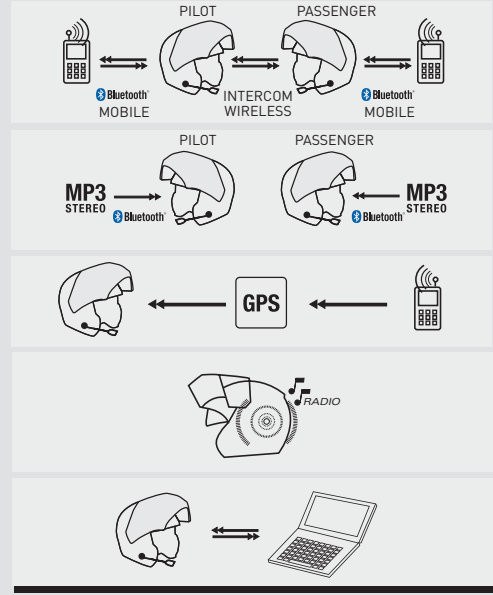 PILOT PASSENGER
Bluetooth® INTERCOM Bluetooth®
MOBILE WIRELESS MOBILE
PILOT PASSENGER
MP3 MP3
STEREO STEREO
Bluetooth® Bluetooth®
GPS
RADIO